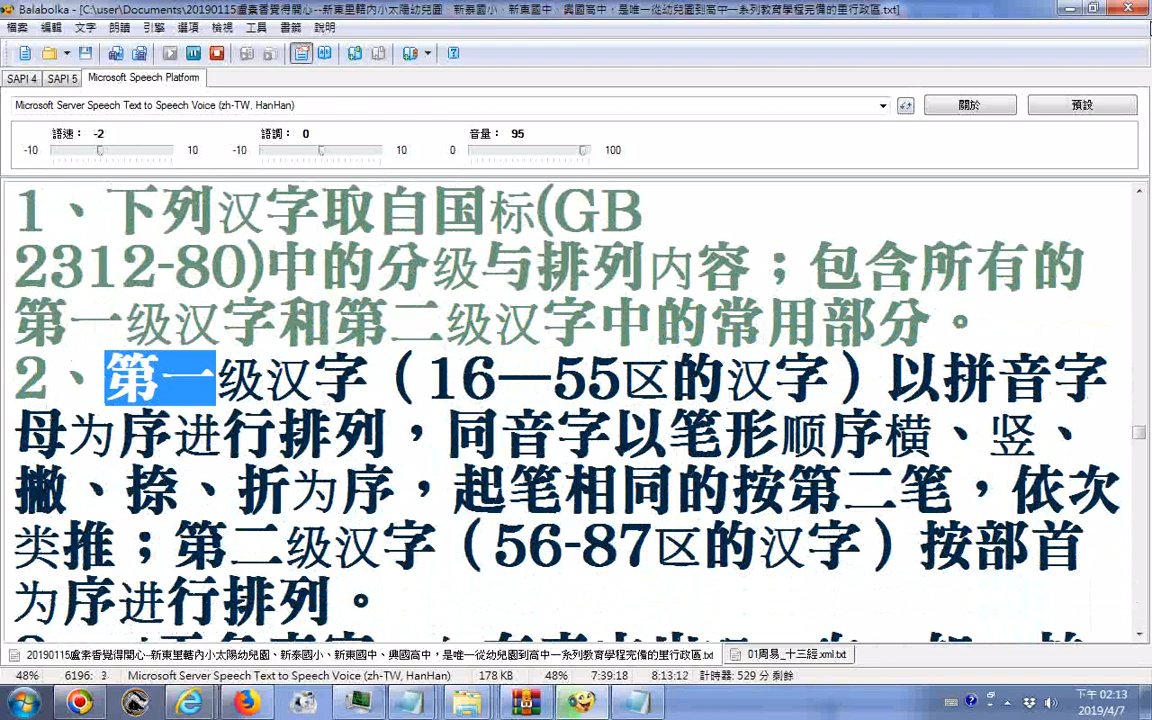 Balabolka - [C:\user\Documents\20190115盧素香覺得開心--新東里轄內小太陽幼兒園、新泰國小、新東國中、興國高中，是唯一從幼兒園到高中一系列教育學程完備的里行政區.txt]
檔案 編輯 文字 朗讀 引擎 選項 檢視 工具 書籤 說明
SAPI 4 SAPI 5 Microsoft Speech Platform
Microsoft Server Speech Text to Speech Voice (zh-TW, HanHan) 關於 預設
語速： -2 語調： 0 音量： 95
-10 10 -10 10 0 100
1、下列汉字取自国标(GB
2312-80)中的分级与排列内容；包含所有的
第一级汉字和第二级汉字中的常用部分。
2、第一级汉字（16—55区的汉字）以拼音字
母为序进行排列，同音字以笔形顺序横、竖、
撇、捺、折为序，起笔相同的按第二笔，依次
类推；第二级汉字（56-87区的汉字）按部首
为序进行排列。
20190115盧素香覺得開心--新東里轄內小太陽幼兒園、新泰國小、新東國中、興國高中，是唯一從幼兒園到高中一系列教育學程完備的里行政區.txt 01周易_十三經.txt
48% 6196: 3 Microsoft Server Speech Text to Speech Voice (zh-TW, HanHan) 178 KB 48% 7:39:18 8:13:12 計時器: 529 分 剩餘
下午 02:13
2019/4/7